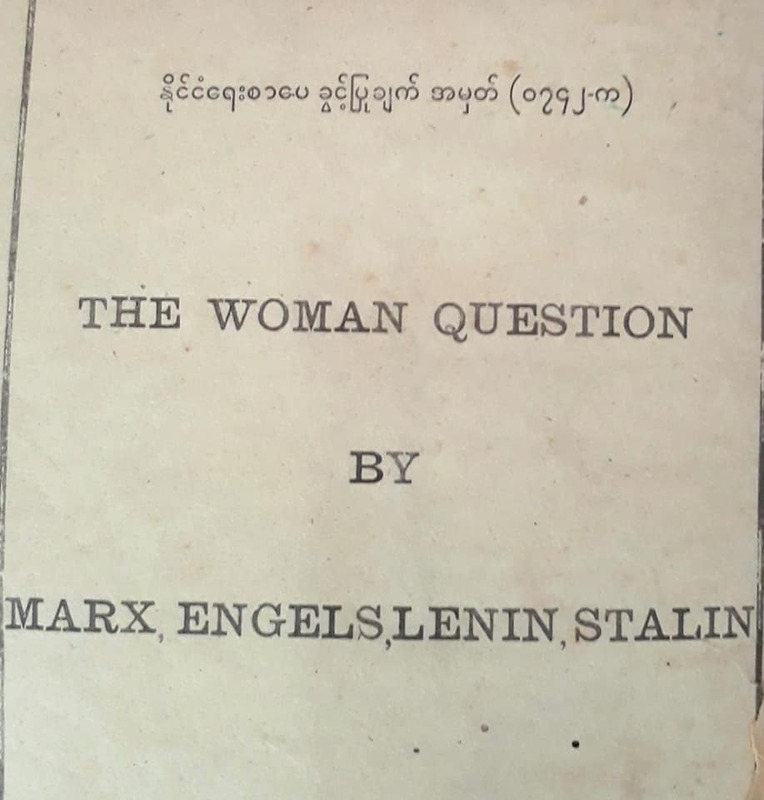 နိုင်ငံရေးစာပေ ခွင့်ပြုချက် အမှတ် (၀၇၄၂-က)
THE WOMAN QUESTION
BY
MARX, ENGELS,LENIN, STALIN